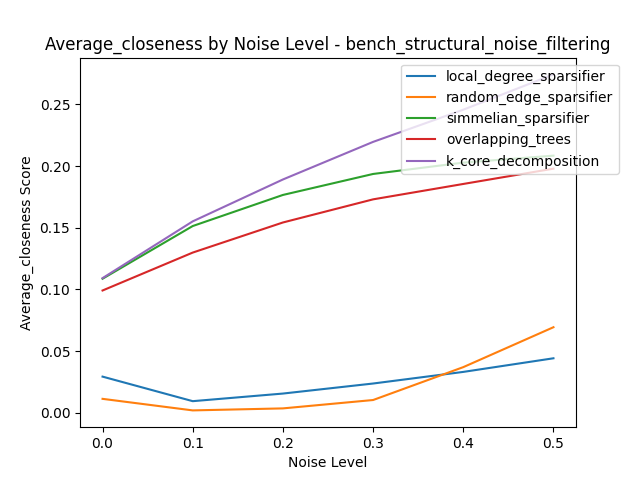 Average_closeness by Noise Level - bench_structural_noise_filtering
local_degree_sparsifier
random_edge_sparsifier
simmelian_sparsifier
overlapping_trees
k_core_decomposition
Average_closeness Score
0.25
0.20
0.15
0.10
0.05
0.00
0.0 0.1 0.2 0.3 0.4 0.5
Noise Level